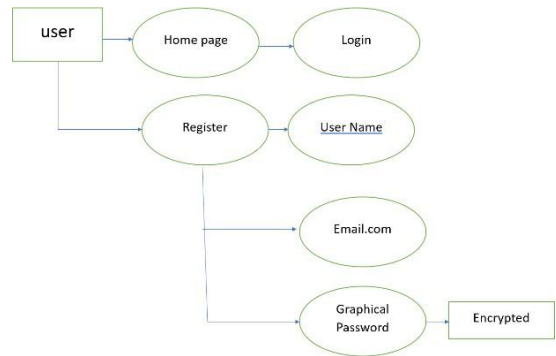 user
Home page
Login
Register
User Name
Email.com
Graphical
Password
Encrypted